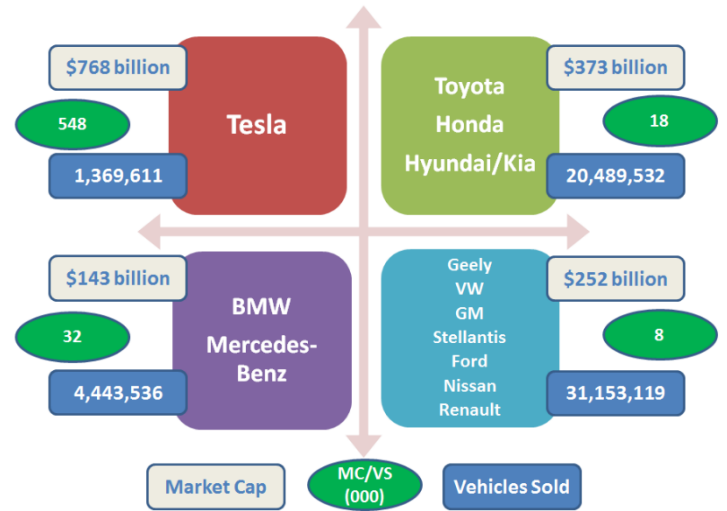 $768 billion
548
1,369,611
Tesla
Toyota
Honda
Hyundai/Kia
$373 billion
18
20,489,532
$143 billion
32
4,443,536
BMW
Mercedes-
Benz
Geely
VW
GM
Stellantis
Ford
Nissan
Renault
$252 billion
8
31,153,119
Market Cap
MC/VS
(000)
Vehicles Sold